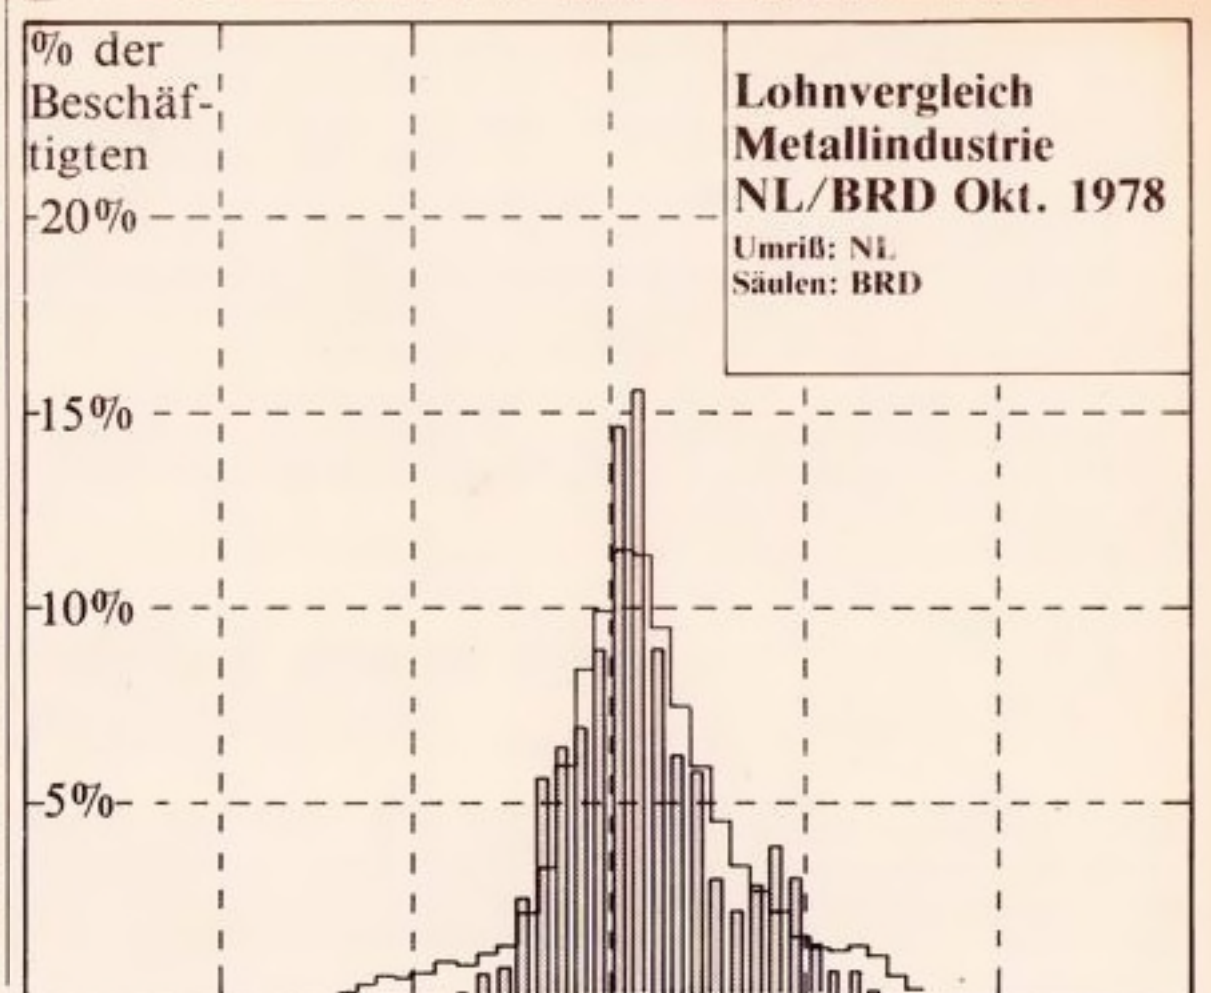 % der
Beschäf-
tigten
20%
15%
10%
5%
Lohnvergleich
Metallindustrie
NL/BRD Okt. 1978
Umriß: NL
Säulen: BRD